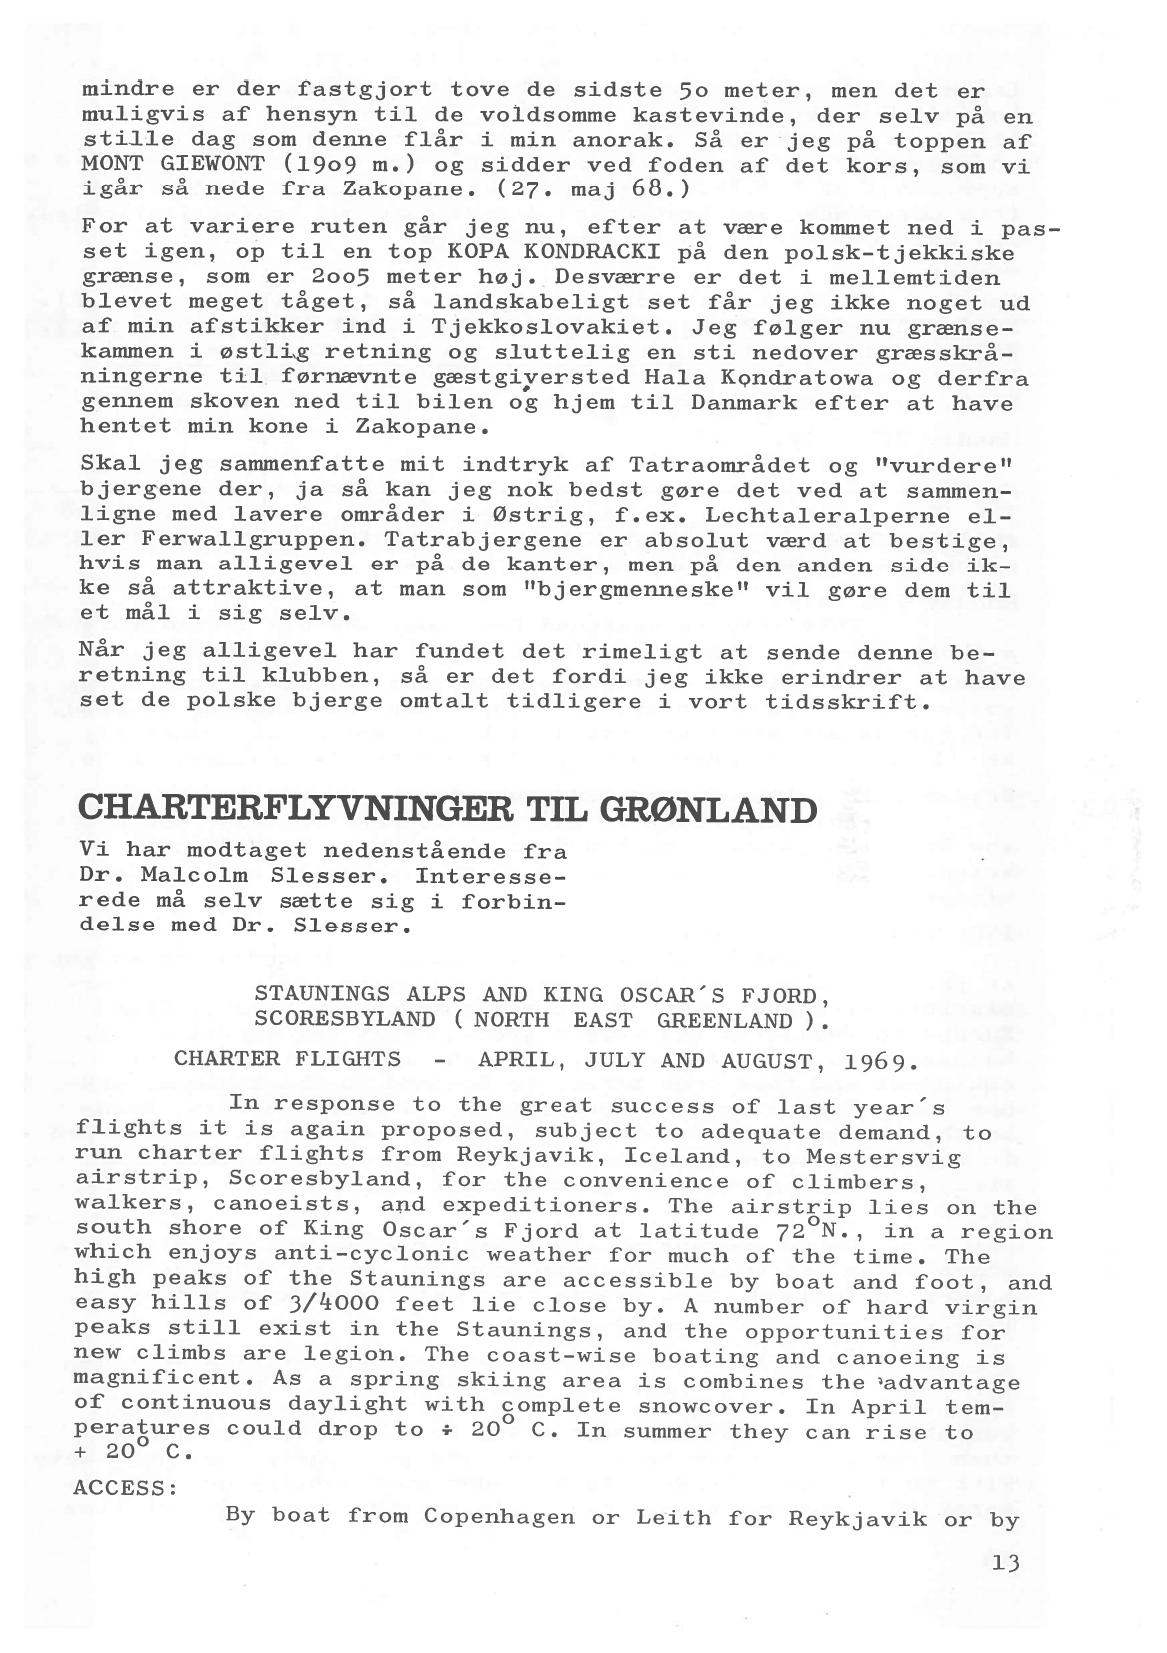 mindre er der fastgjort tove de sidste 5o meter, men det er
muligvis af hensyn til de voldsomme kastevinde, der selv på en
stille dag som denne flår i min anorak. Så er jeg på toppen af
MONT GIEWONT (19o9 m.) og sidder ved foden af det kors, som vi
igår så nede fra Zakopane. (27. maj 68.)
For at variere ruten går jeg nu, efter at være kommet ned i pas-
set igen, op til en top KOPA KONDRACKI på den polsk-tjekkiske
grænse, som er 2oo5 meter høj. Desværre er det i mellemtiden
blevet meget tåget, så landskabeligt set får jeg ikke noget ud
af min afstikker ind i Tjekkoslovakiet. Jeg følger nu grænse-
kammen i østlig retning og sluttelig en sti nedover græsskrå-
ningerne til førnævnte gæstgiversted Hala Kondratowa og derfra
gennem skoven ned til bilen og hjem til Danmark efter at have
hentet min kone i Zakopane.
Skal jeg sammenfatte mit indtryk af Tatraområdet og "vurdere"
bjergene der, ja så kan jeg nok bedst gøre det ved at sammen-
ligne med lavere områder i Østrig, f.ex. Lechtaleralperne el-
ler Ferwallgruppen. Tatrabjergene er absolut værd at bestige,
hvis man alligevel er på de kanter, men på den anden side ik-
ke så attraktive, at man som "bjergmenneske" vil gøre dem til
et mål i sig selv.
Når jeg alligevel har fundet det rimeligt at sende denne be-
retning til klubben, så er det fordi jeg ikke erindrer at have
set de polske bjerge omtalt tidligere i vort tidsskrift.
CHARTERFLYVNINGER TIL GRØNLAND
Vi har modtaget nedenstående fra
Dr. Malcolm Slesser. Interesse-
rede må selv sætte sig i forbin-
delse med Dr. Slesser.
STAUNINGS ALPS AND KING OSCAR´S FJORD,
SCORESBYLAND ( NORTH EAST GREENLAND ).
CHARTER FLIGHTS - APRIL, JULY AND AUGUST, 1969.
In response to the great success of last year´s
flights it is again proposed, subject to adequate demand, to
run charter flights from Reykjavik, Iceland, to Mestersvig
airstrip, Scoresbyland, for the convenience of climbers,
walkers, canoeists, and expeditioners. The airstrip lies on the
south shore of King Oscar´s Fjord at latitude 72°N., in a region
which enjoys anti-cyclonic weather for much of the time. The
high peaks of the Staunings are accessible by boat and foot, and
easy hills of 3/4000 feet lie close by. A number of hard virgin
peaks still exist in the Staunings, and the opportunities for
new climbs are legion. The coast-wise boating and canoeing is
magnificent. As a spring skiing area is combines the advantage
of continuous daylight with complete snowcover. In April tem-
peratures could drop to ÷ 20° C. In summer they can rise to
+ 20° C.
ACCESS:
By boat from Copenhagen or Leith for Reykjavik or by
13